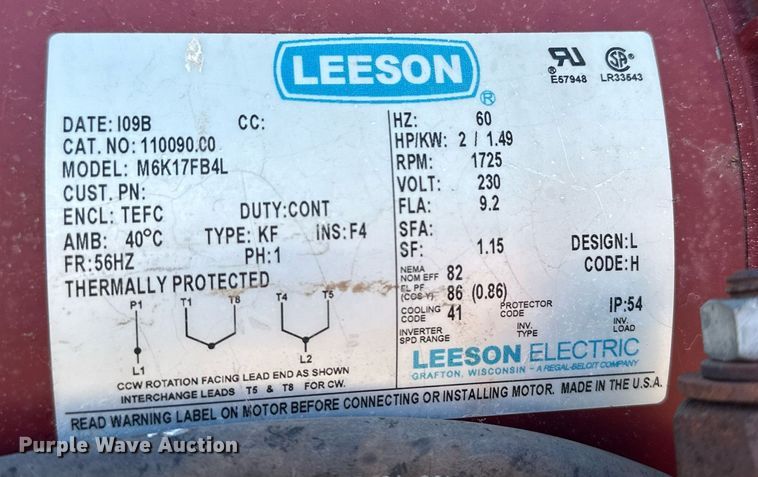 LEESON
®
E57948
LR33543
DATE: I09B CC:
CAT. NO: 110090.00
MODEL: M6K17FB4L
CUST. PN:
ENCL: TEFC DUTY:CONT
AMB: 40°C TYPE: KF INS:F4
FR:56HZ PH:1
THERMALLY PROTECTED
HZ: 60
HP/KW: 2 / 1.49
RPM: 1725
VOLT: 230
FLA: 9.2
SFA:
SF: 1.15
DESIGN:L
CODE:H
NEMA NOM EFF 82
EL PF (COS Y) 86 (0.86)
COOLING CODE 41 PROTECTOR CODE IP:54
INVERTER SPD RANGE INV. TYPE INV. LOAD
P1 T1 T8 T4 T5
L1 L2
CCW ROTATION FACING LEAD END AS SHOWN
INTERCHANGE LEADS T5 & T8 FOR CW.
LEESON ELECTRIC
GRAFTON, WISCONSIN - A REGAL-BELOIT COMPANY
READ WARNING LABEL ON MOTOR BEFORE CONNECTING OR INSTALLING MOTOR. MADE IN THE U.S.A.
Purple Wave Auction